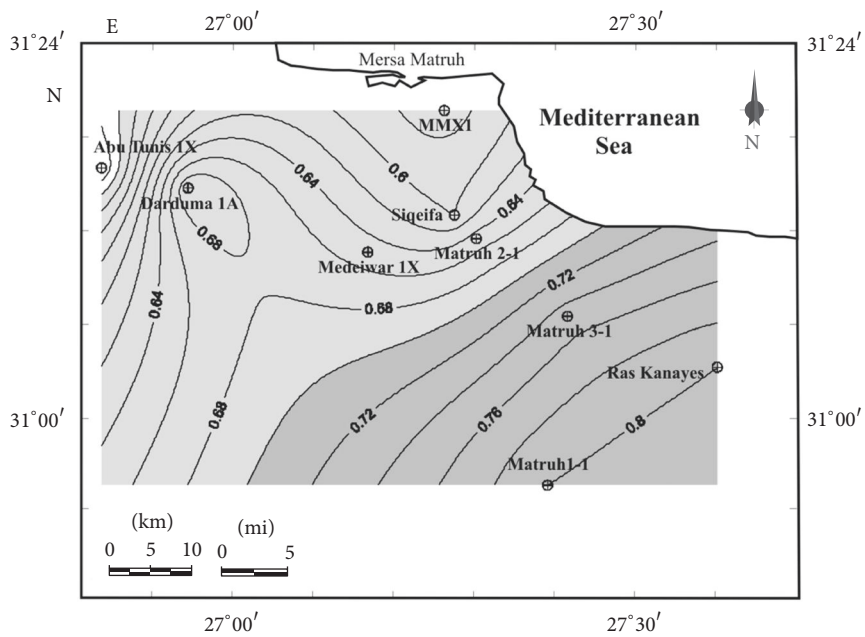 E
27°00′
27°30′
31°24′
31°24′
N
Mersa Matruh
MMX1
Mediterranean
Sea
N
Abu Tunis 1X
0.6
0.64
Darduma 1A
Siqeifa
0.64
0.68
Matruh 2-1
Medeiwar 1X
0.72
0.64
0.68
Matruh 3-1
Ras Kanayes
0.68
0.72
0.76
0.8
31°00′
31°00′
Matruh1-1
(km)
(mi)
0 5 10
0 5
27°00′
27°30′